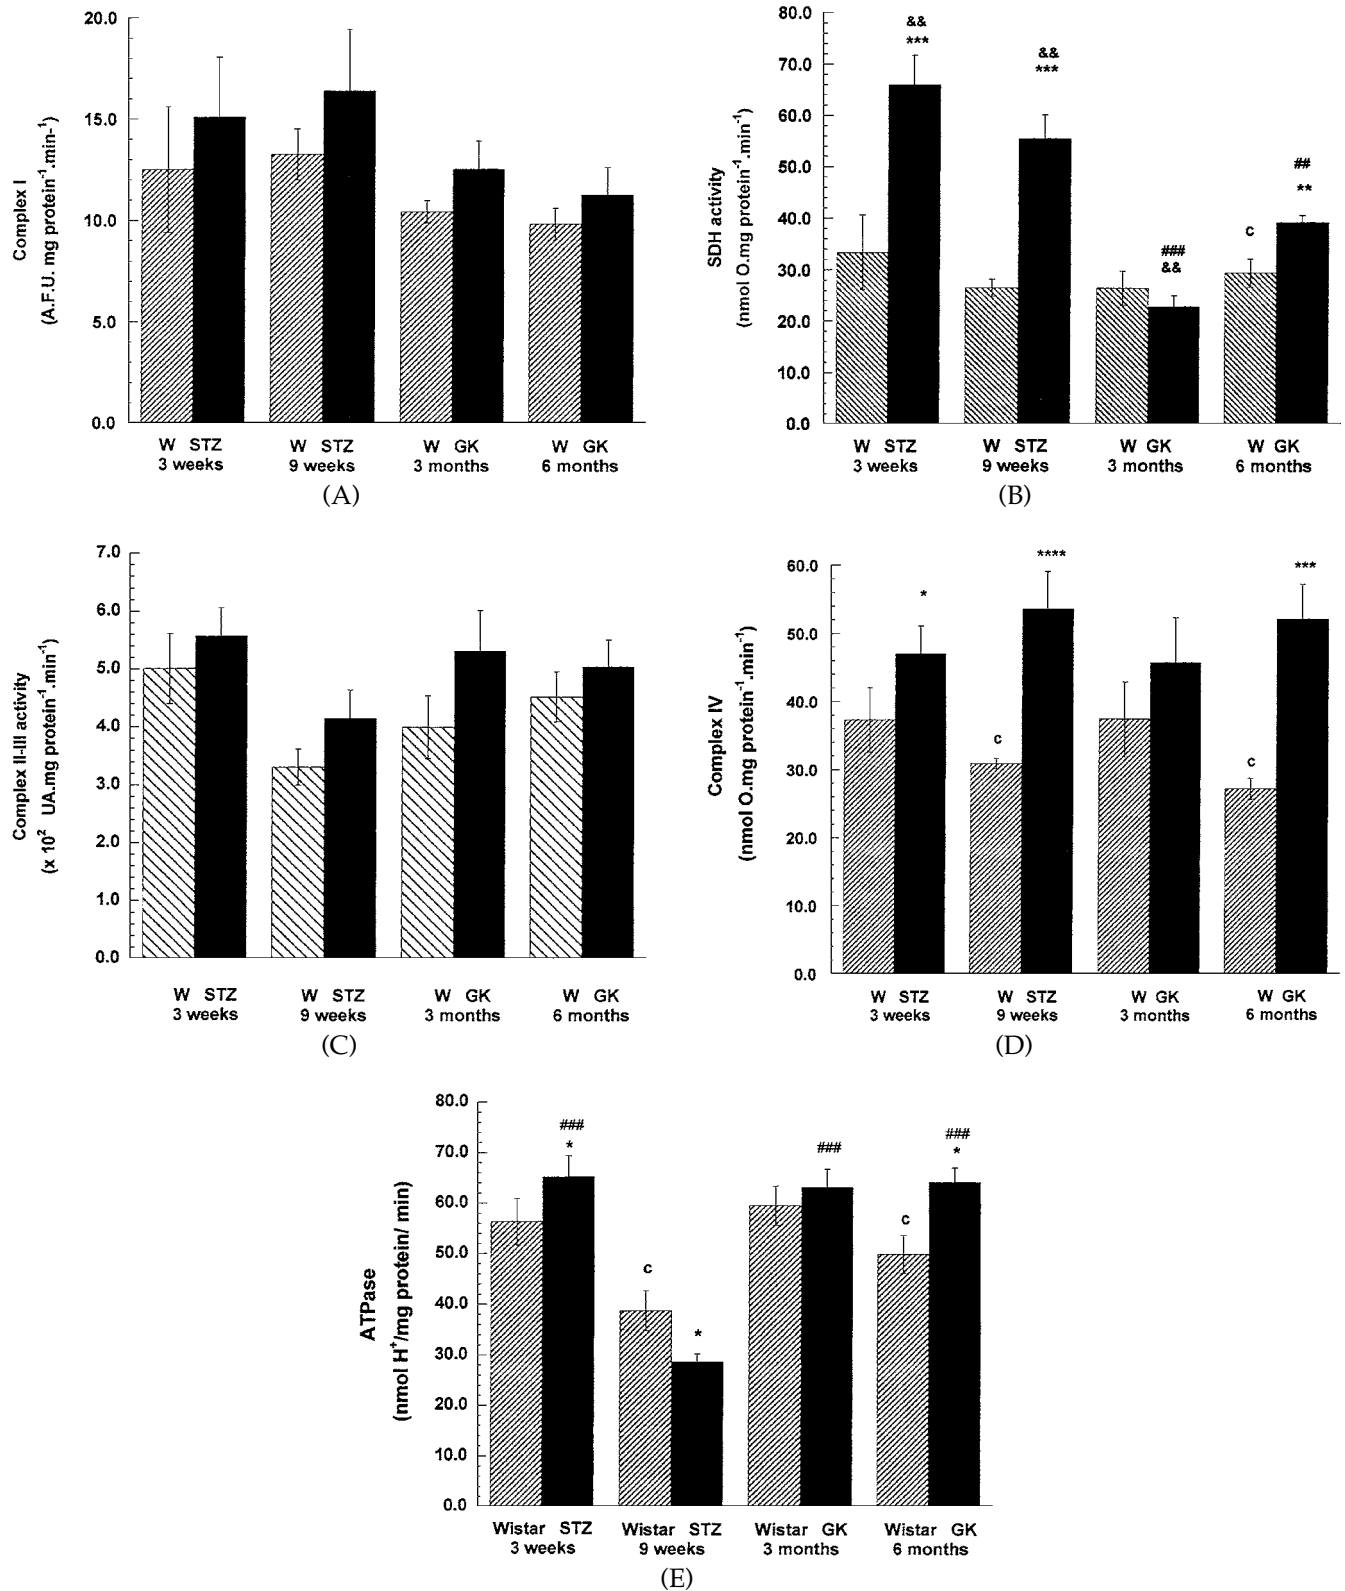 Complex I
(A.F.U. mg protein-1.min-1)
20.0
15.0
10.0
5.0
0.0
W STZ
3 weeks
W STZ
9 weeks
W GK
3 months
W GK
6 months
(A)
SDH activity
(nmol O.mg protein-1.min-1)
80.0
70.0
60.0
50.0
40.0
30.0
20.0
10.0
0.0
&&
***
&&
***
###
&&
c
##
**
W STZ
3 weeks
W STZ
9 weeks
W GK
3 months
W GK
6 months
(B)
Complex II-III activity
(x 10² UA.mg protein-1.min-1)
7.0
6.0
5.0
4.0
3.0
2.0
1.0
0.0
W STZ
3 weeks
W STZ
9 weeks
W GK
3 months
W GK
6 months
(C)
Complex IV
(nmol O.mg protein-1.min-1)
60.0
50.0
40.0
30.0
20.0
10.0
0.0
*
c
****
c
***
W STZ
3 weeks
W STZ
9 weeks
W GK
3 months
W GK
6 months
(D)
ATPase
(nmol H+/mg protein/ min)
80.0
70.0
60.0
50.0
40.0
30.0
20.0
10.0
0.0
###
*
c
*
###
c
###
*
Wistar STZ
3 weeks
Wistar STZ
9 weeks
Wistar GK
3 months
Wistar GK
6 months
(E)